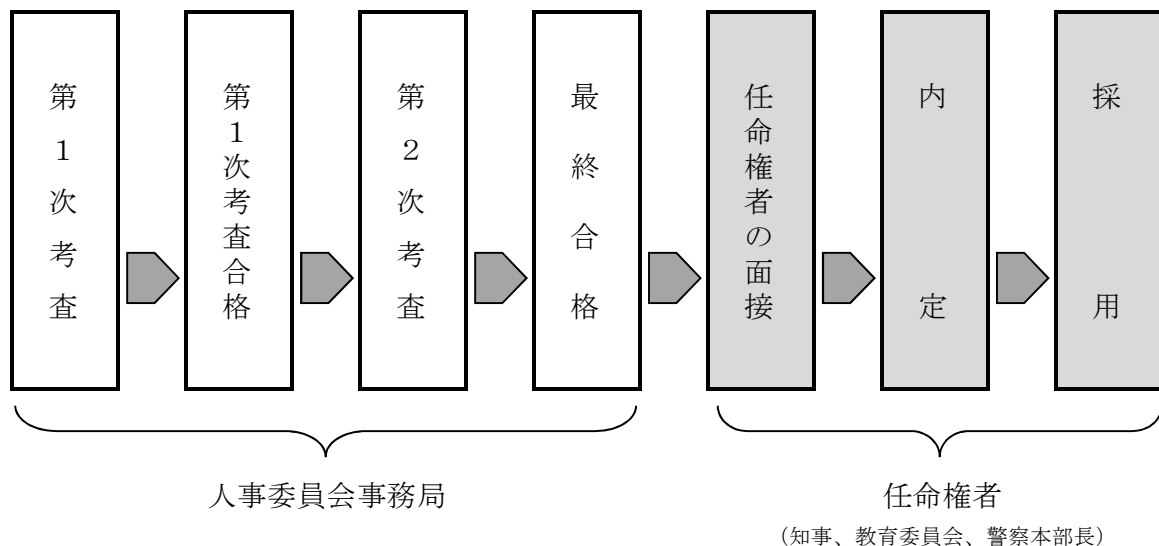 第１次考査
第１次考査合格
第２次考査
最終合格
任命権者の面接
内定
採用
人事委員会事務局
任命権者
（知事、教育委員会、警察本部長）